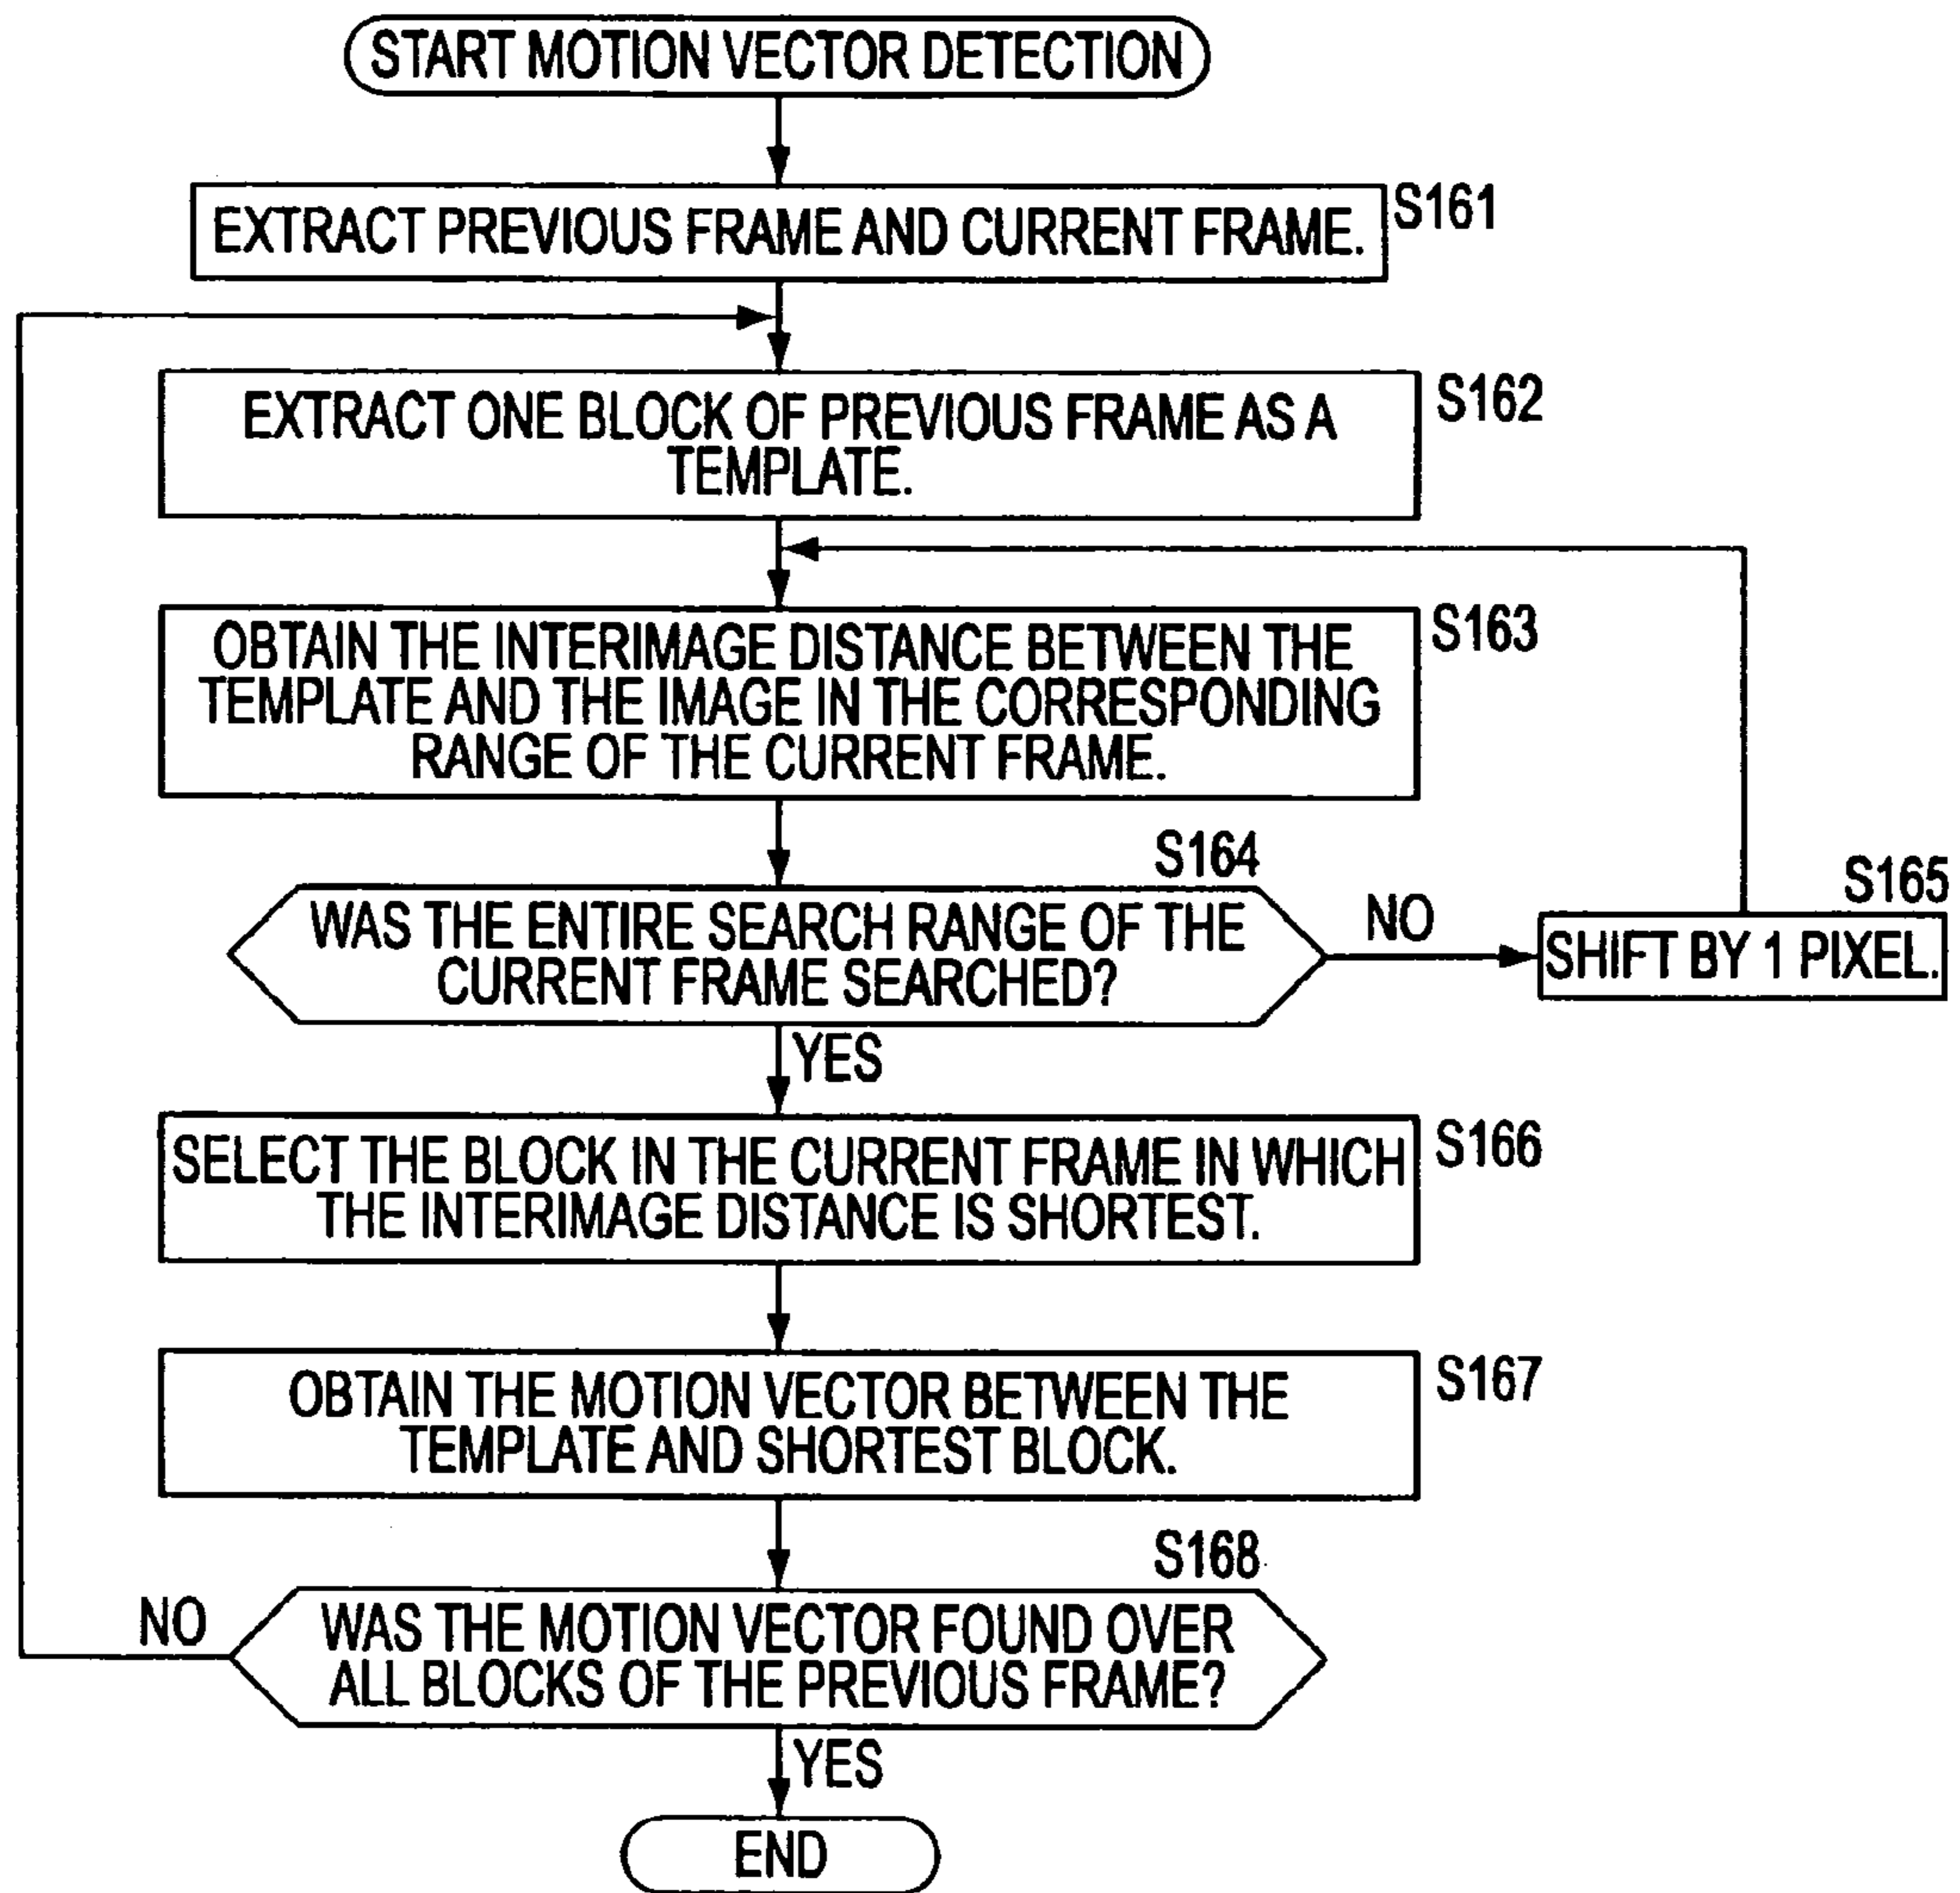 START MOTION VECTOR DETECTION
EXTRACT PREVIOUS FRAME AND CURRENT FRAME.
S161
EXTRACT ONE BLOCK OF PREVIOUS FRAME AS A
TEMPLATE.
S162
OBTAIN THE INTERIMAGE DISTANCE BETWEEN THE
TEMPLATE AND THE IMAGE IN THE CORRESPONDING
RANGE OF THE CURRENT FRAME.
S163
S164
WAS THE ENTIRE SEARCH RANGE OF THE
CURRENT FRAME SEARCHED?
NO
S165
SHIFT BY 1 PIXEL.
YES
SELECT THE BLOCK IN THE CURRENT FRAME IN WHICH
THE INTERIMAGE DISTANCE IS SHORTEST.
S166
OBTAIN THE MOTION VECTOR BETWEEN THE
TEMPLATE AND SHORTEST BLOCK.
S167
S168
NO
WAS THE MOTION VECTOR FOUND OVER
ALL BLOCKS OF THE PREVIOUS FRAME?
YES
END